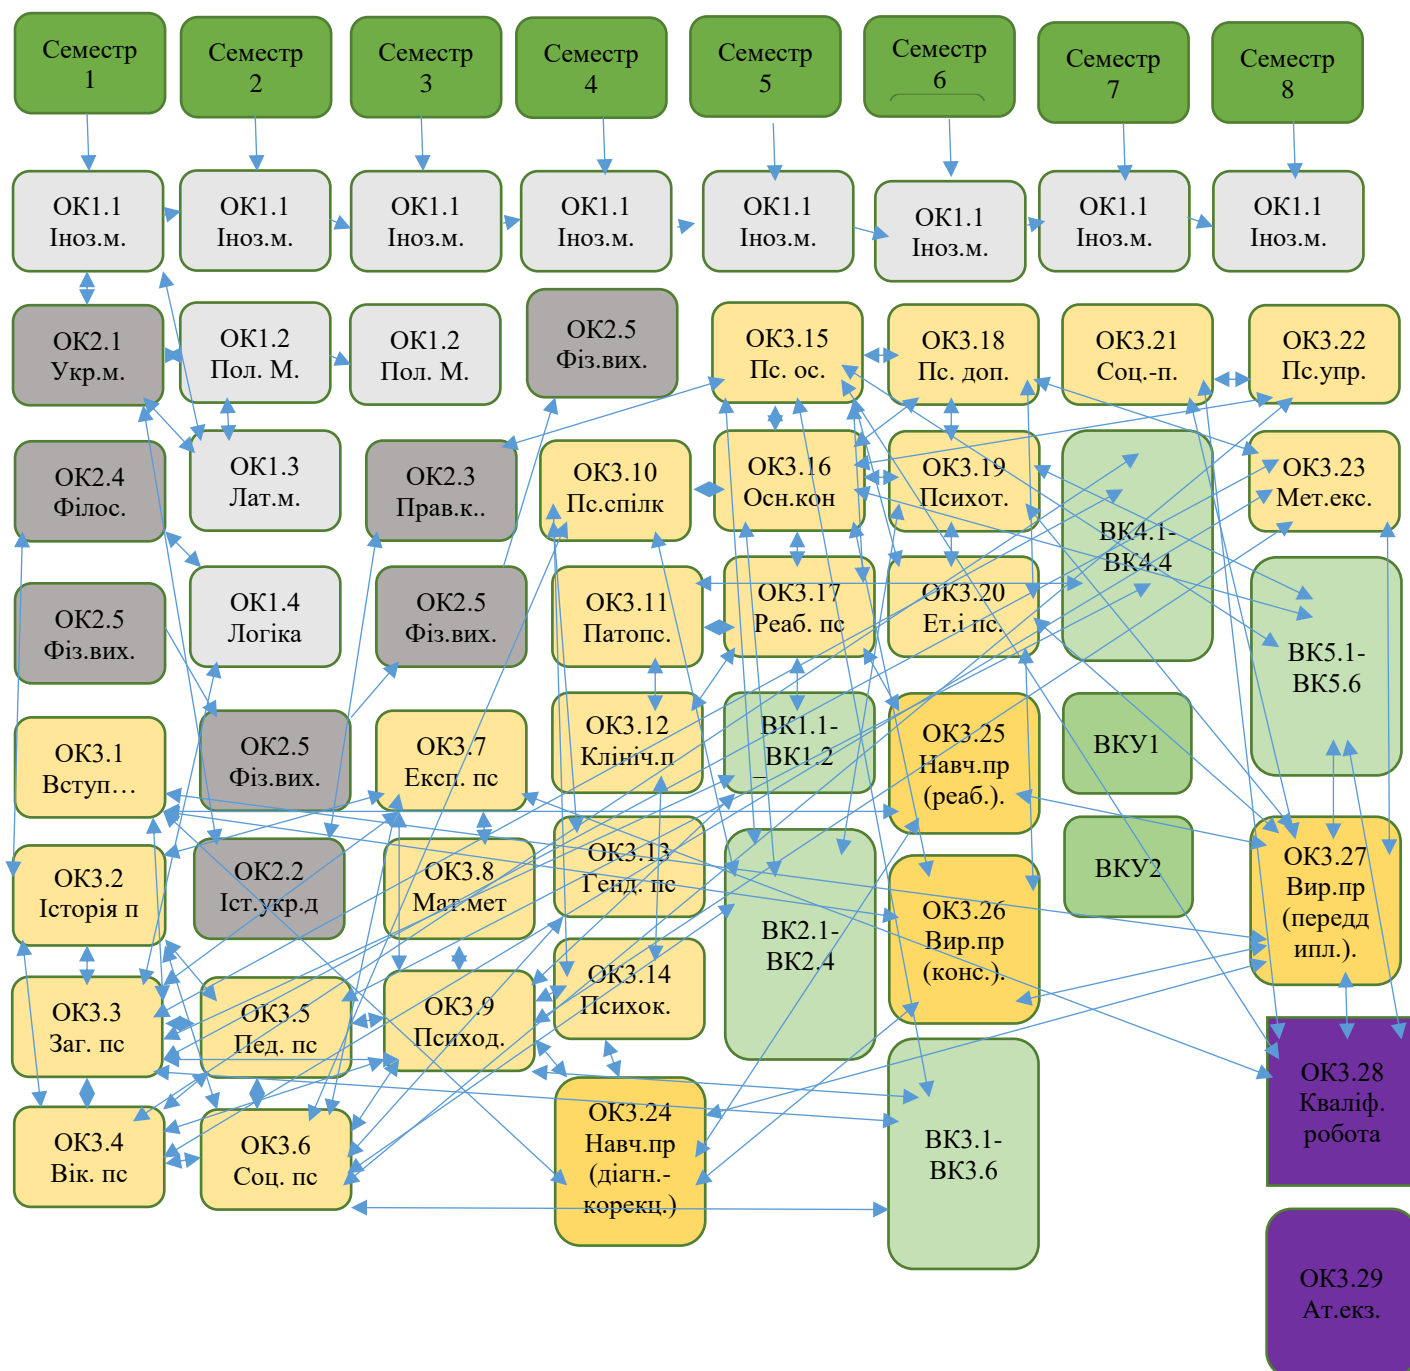 Семестр
1
Семестр
2
Семестр
3
Семестр
4
Семестр
5
Семестр
6
Семестр
7
Семестр
8
ОК1.1
Іноз.м.
ОК1.1
Іноз.м.
ОК1.1
Іноз.м.
ОК1.1
Іноз.м.
ОК1.1
Іноз.м.
ОК1.1
Іноз.м.
ОК1.1
Іноз.м.
ОК1.1
Іноз.м.
ОК2.1
Укр.м.
ОК1.2
Пол. М.
ОК1.2
Пол. М.
ОК2.5
Фіз.вих.
ОК3.15
Пс. ос.
ОК3.18
Пс. доп.
ОК3.21
Соц.-п.
ОК3.22
Пс.упр.
ОК2.4
Філос.
ОК1.3
Лат.м.
ОК2.3
Прав.к..
ОК3.10
Пс.спілк
ОК3.16
Осн.кон
ОК3.19
Психот.
ВК4.1-
ВК4.4
ОК3.23
Мет.екс.
ОК2.5
Фіз.вих.
ОК1.4
Логіка
ОК2.5
Фіз.вих.
ОК3.11
Патопс.
ОК3.17
Реаб. пс
ОК3.20
Ет.і пс.
ВК5.1-
ВК5.6
ОК3.1
Вступ…
ОК2.5
Фіз.вих.
ОК3.7
Експ. пс
ОК3.12
Клініч.п
ВК1.1-
_ВК1.2
ОК3.25
Навч.пр
(реаб.).
ВКУ1
ОК3.2
Історія п
ОК2.2
Іст.укр.д
ОК3.8
Мат.мет
ОК3.13
Генд. пс
ВК2.1-
ВК2.4
ОК3.26
Вир.пр
(конс.).
ВКУ2
ОК3.27
Вир.пр
(передд
ипл.).
ОК3.3
Заг. пс
ОК3.5
Пед. пс
ОК3.9
Психод.
ОК3.14
Психок.
ОК3.4
Вік. пс
ОК3.6
Соц. пс
ОК3.24
Навч.пр
(діагн.-
корекц.)
ВК3.1-
ВК3.6
ОК3.28
Кваліф.
робота
ОК3.29
Ат.екз.